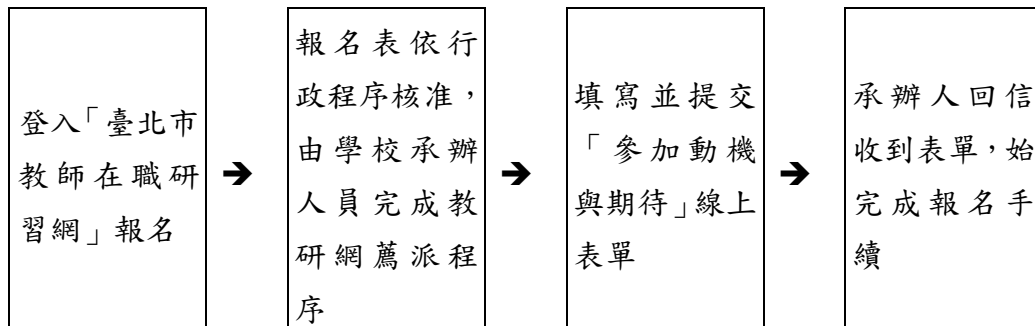 登入「臺北市
教師在職研
習網」報名
➔
報名表依行
政程序核准，
由學校承辦
人員完成教
研網薦派程
序
➔
填寫並提交
「參加動機
與期待」線上
表單
➔
承辦人回信
收到表單，始
完成報名手
續